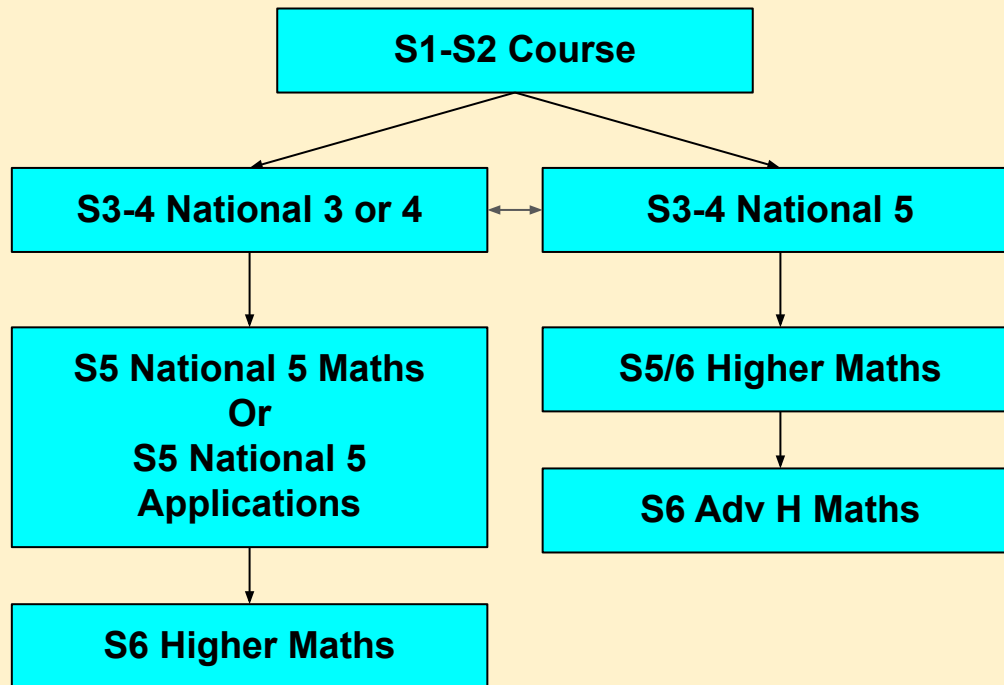 S1-S2 Course
S3-4 National 3 or 4
S3-4 National 5
S5 National 5 Maths
Or
S5 National 5
Applications
S5/6 Higher Maths
S6 Adv H Maths
S6 Higher Maths